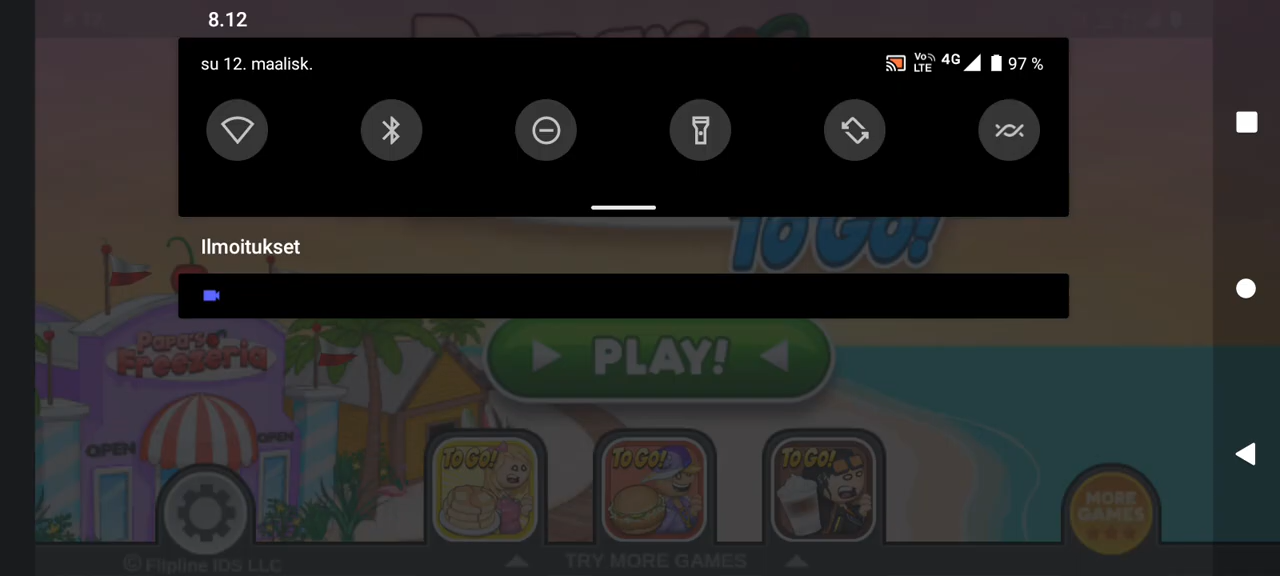 8.12
su 12. maalisk.
Vo LTE 4G 97 %
To Go!
Ilmoitukset
Papa's
Freezeria
PLAY!
OPEN
OPEN
TO GO!
TO GO!
TO GO!
MORE
GAMES
© Flipline IDS LLC
TRY MORE GAMES